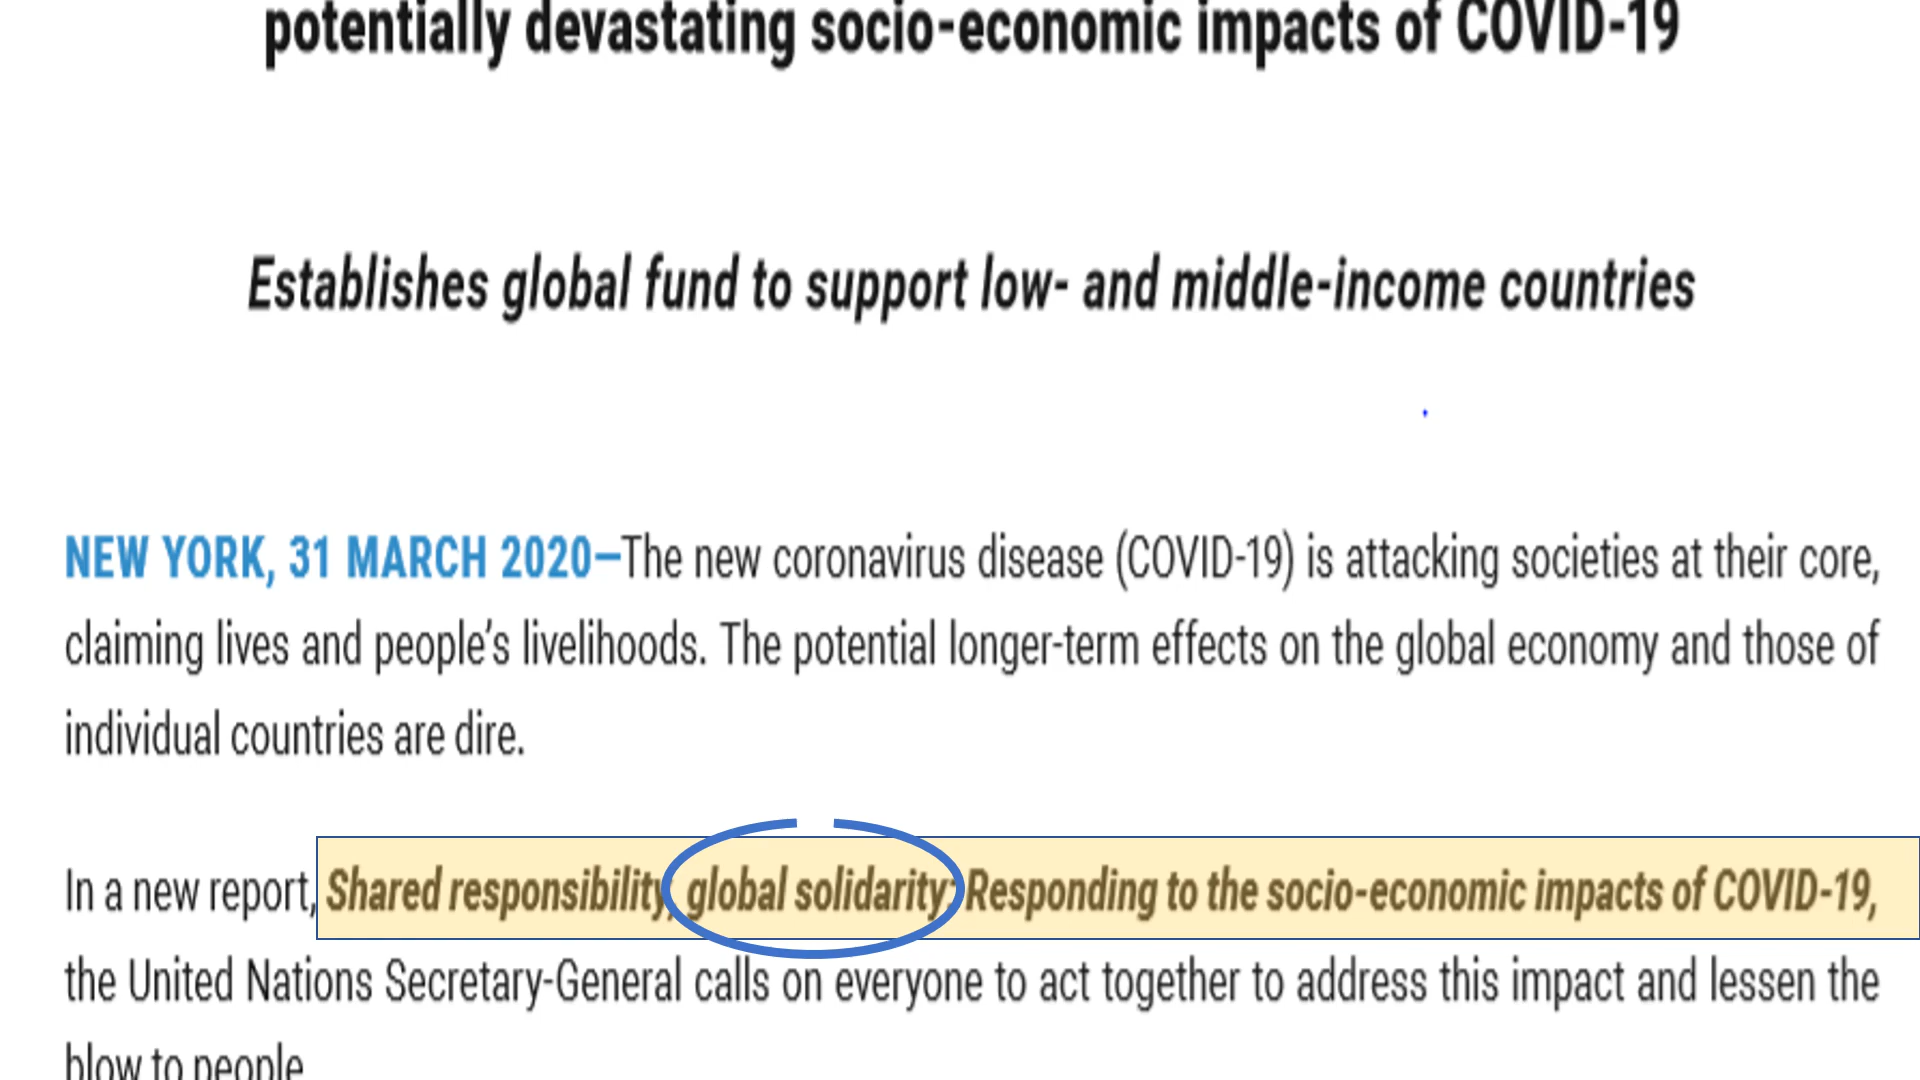 potentially devastating socio-economic impacts of COVID-19
Establishes global fund to support low- and middle-income countries
NEW YORK, 31 MARCH 2020—The new coronavirus disease (COVID-19) is attacking societies at their core,
claiming lives and people’s livelihoods. The potential longer-term effects on the global economy and those of
individual countries are dire.
In a new report, Shared responsibility, global solidarity: Responding to the socio-economic impacts of COVID-19,
the United Nations Secretary-General calls on everyone to act together to address this impact and lessen the
blow to people